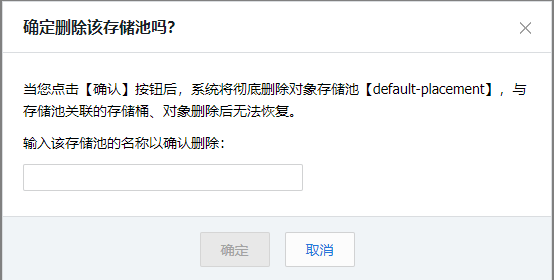 确定删除该存储池吗？
当您点击【确认】按钮后，系统将彻底删除对象存储池【default-placement】，与
存储池关联的存储桶、对象删除后无法恢复。
输入该存储池的名称以确认删除：
确定
取消